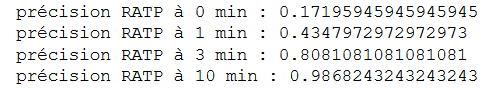 précision RATP à 0 min : 0.17195945945945945
précision RATP à 1 min : 0.4347972972972973
précision RATP à 3 min : 0.8081081081081081
précision RATP à 10 min : 0.9868243243243243